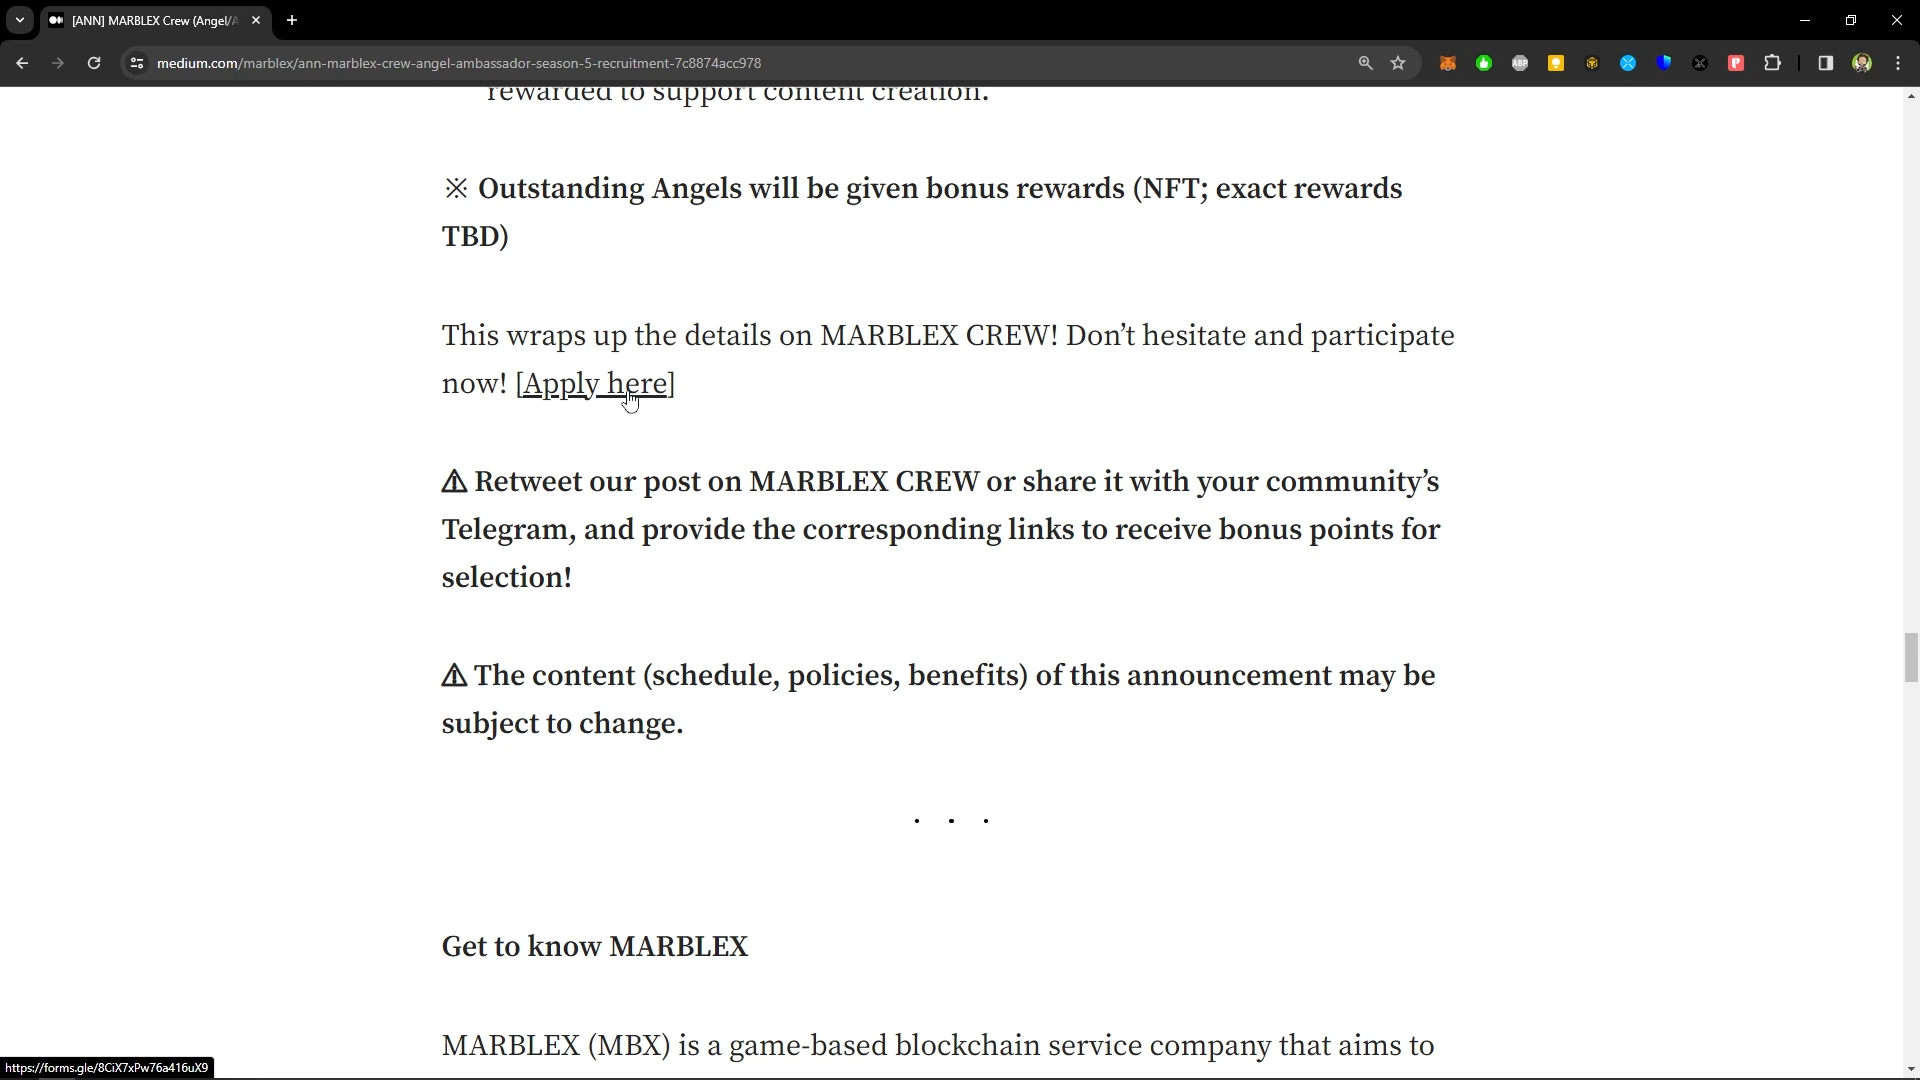 [ANN] MARBLEX Crew (Angel/A
medium.com/marblex/ann-marblex-crew-angel-ambassador-season-5-recruitment-7c8874acc978
ABP
rewarded to support content creation.
※ Outstanding Angels will be given bonus rewards (NFT; exact rewards
TBD)
This wraps up the details on MARBLEX CREW! Don’t hesitate and participate
now! [Apply here]
⚠ Retweet our post on MARBLEX CREW or share it with your community’s
Telegram, and provide the corresponding links to receive bonus points for
selection!
⚠ The content (schedule, policies, benefits) of this announcement may be
subject to change.
. . .
Get to know MARBLEX
MARBLEX (MBX) is a game-based blockchain service company that aims to
https://forms.gle/8CiX7xPw76a416uX9